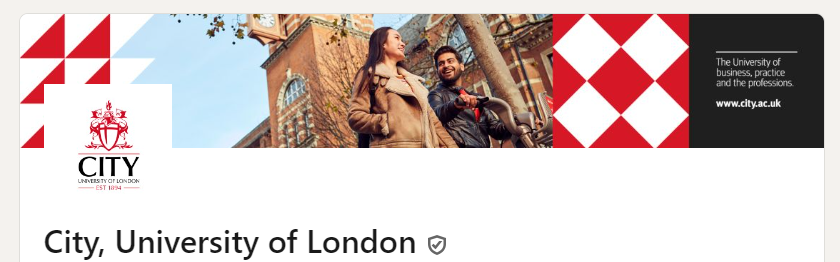 The University of
business, practice
and the professions.
www.city.ac.uk
CITY
UNIVERSITY OF LONDON
EST 1894
City, University of London